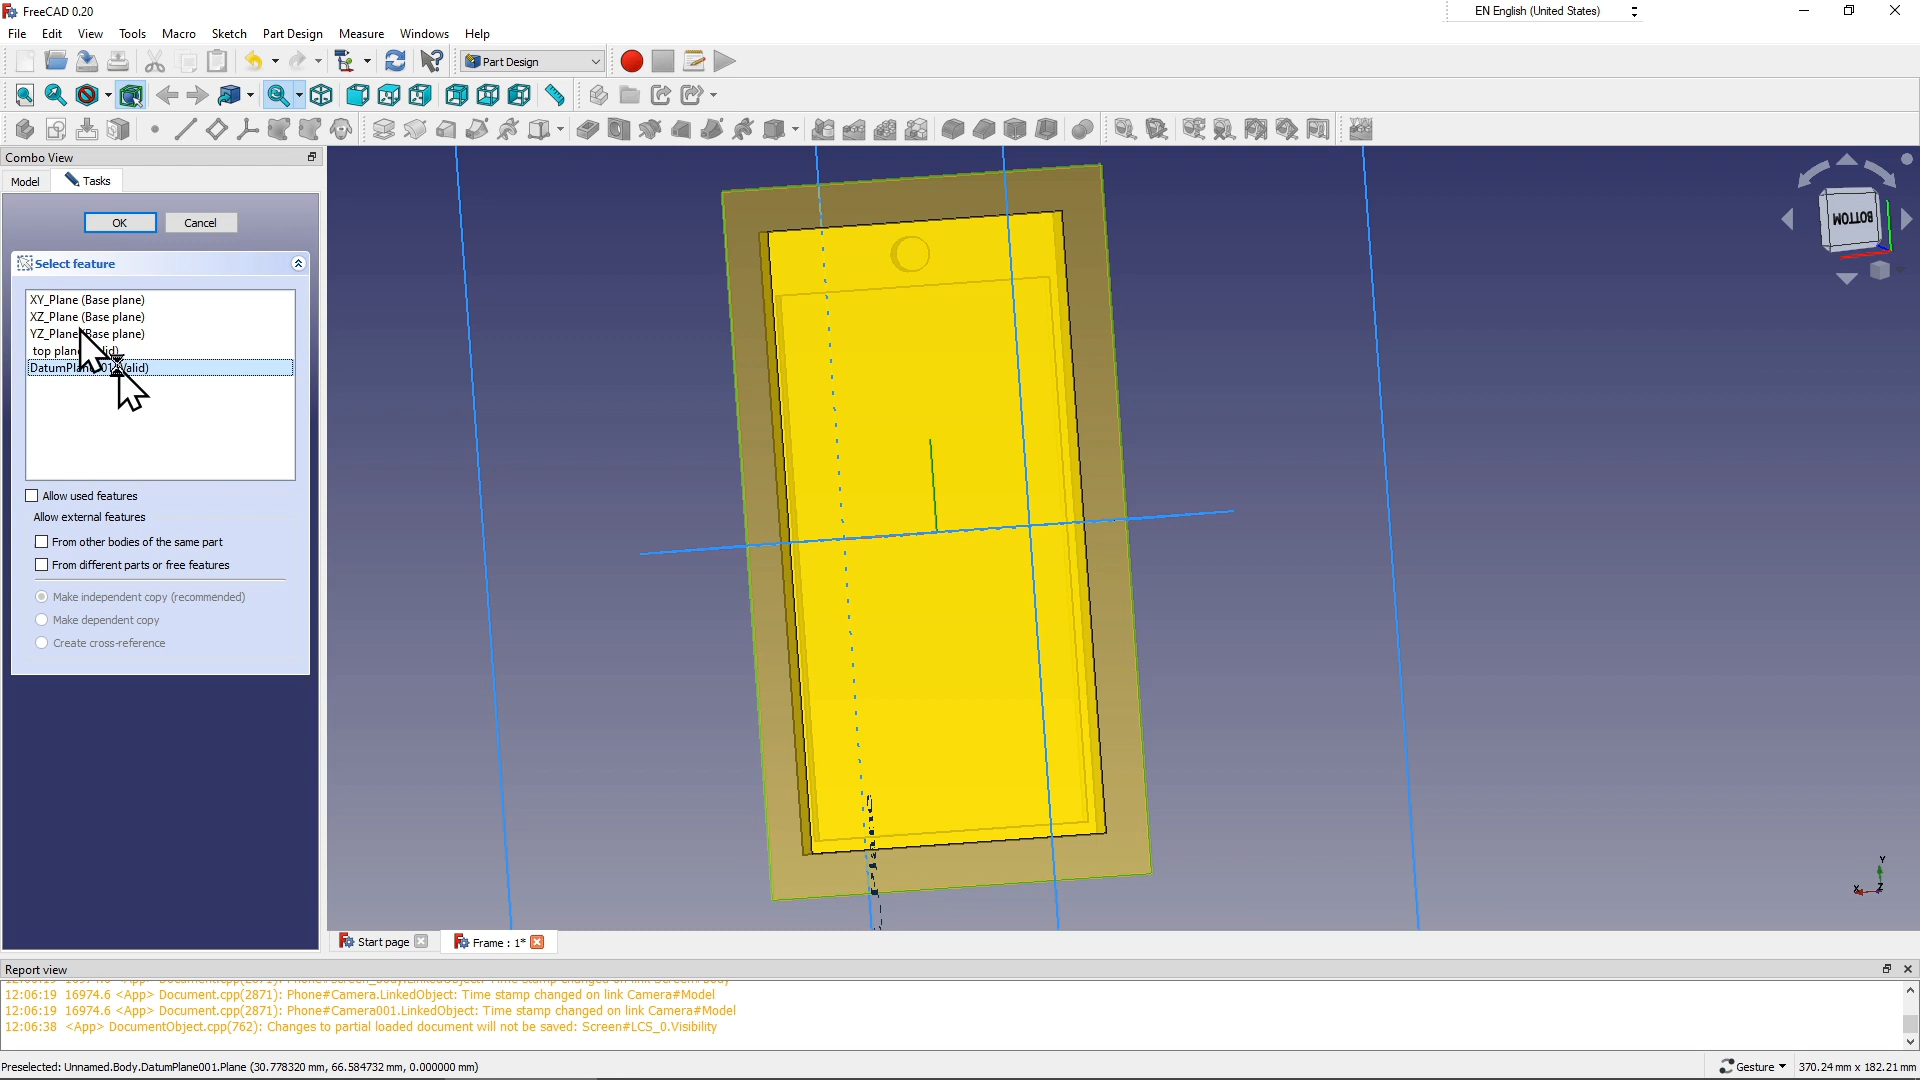 FreeCAD 0.20
EN English (United States)
File Edit View Tools Macro Sketch Part Design Measure Windows Help
Part Design
Combo View
Model Tasks
OK Cancel
Select feature
XY_Plane (Base plane)
XZ_Plane (Base plane)
YZ_Plane (Base plane)
top plane
DatumPlane001 (Valid)
Allow used features
Allow external features
From other bodies of the same part
From different parts or free features
Make independent copy (recommended)
Make dependent copy
Create cross-reference
BOTTOM
Y
X Z
Start page Frame : 1*
Report view
12:06:19 16974.6 <App> Document.cpp(2871): Phone#Camera.LinkedObject: Time stamp changed on link Camera#Model
12:06:19 16974.6 <App> Document.cpp(2871): Phone#Camera001.LinkedObject: Time stamp changed on link Camera#Model
12:06:38 <App> DocumentObject.cpp(762): Changes to partial loaded document will not be saved: Screen#LCS_0.Visibility
Preselected: Unnamed.Body.DatumPlane001.Plane (30.778320 mm, 66.584732 mm, 0.000000 mm)
Gesture 370.24 mm x 182.21 mm